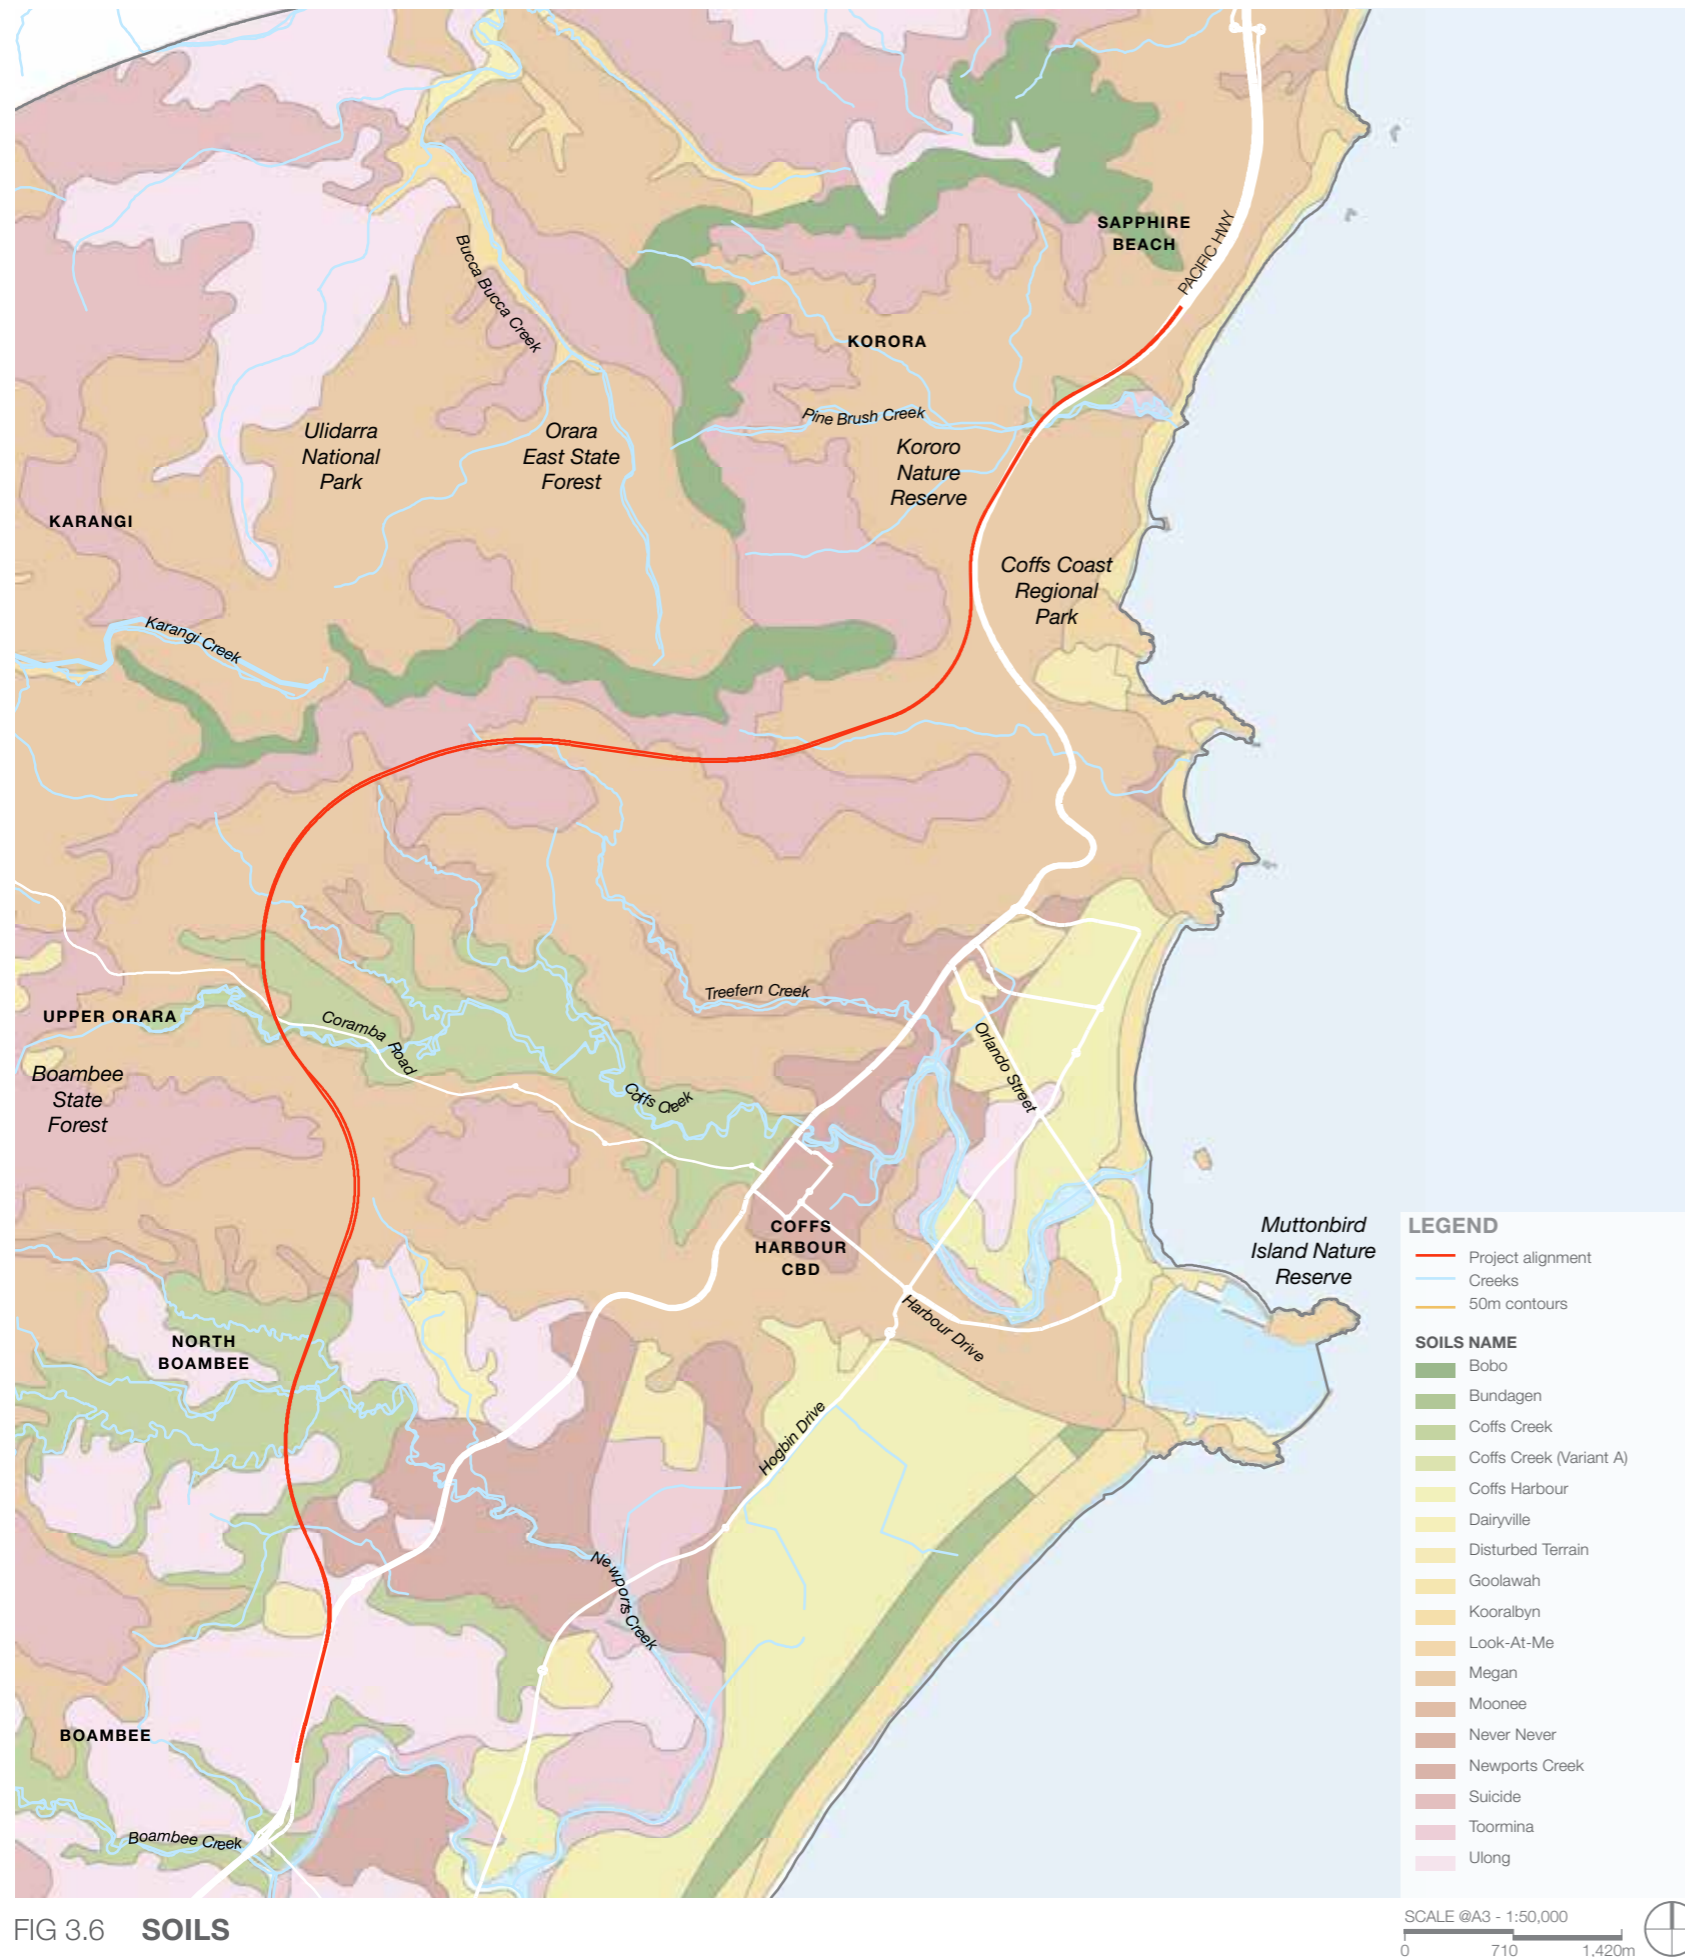 SAPPHIRE
BEACH
PACIFIC HWY
Bucca Bucca Creek
KORORA
Pine Brush Creek
Ulidarra
National
Park
Orara
East State
Forest
Kororo
Nature
Reserve
KARANGI
Coffs Coast
Regional
Park
Karangi Creek
Treefern Creek
UPPER ORARA
Coramba Road
Orlando Street
Boambee
State
Forest
Coffs Creek
COFFS
HARBOUR
CBD
Muttonbird
Island Nature
Reserve
Harbour Drive
NORTH
BOAMBEE
Hogbin Drive
Newports Creek
BOAMBEE
Boambee Creek
LEGEND
Project alignment
Creeks
50m contours
SOILS NAME
Bobo
Bundagen
Coffs Creek
Coffs Creek (Variant A)
Coffs Harbour
Dairyville
Disturbed Terrain
Goolawah
Kooralbyn
Look-At-Me
Megan
Moonee
Never Never
Newports Creek
Suicide
Toormina
Ulong
FIG 3.6 SOILS
SCALE @A3 - 1:50,000
0 710 1,420m